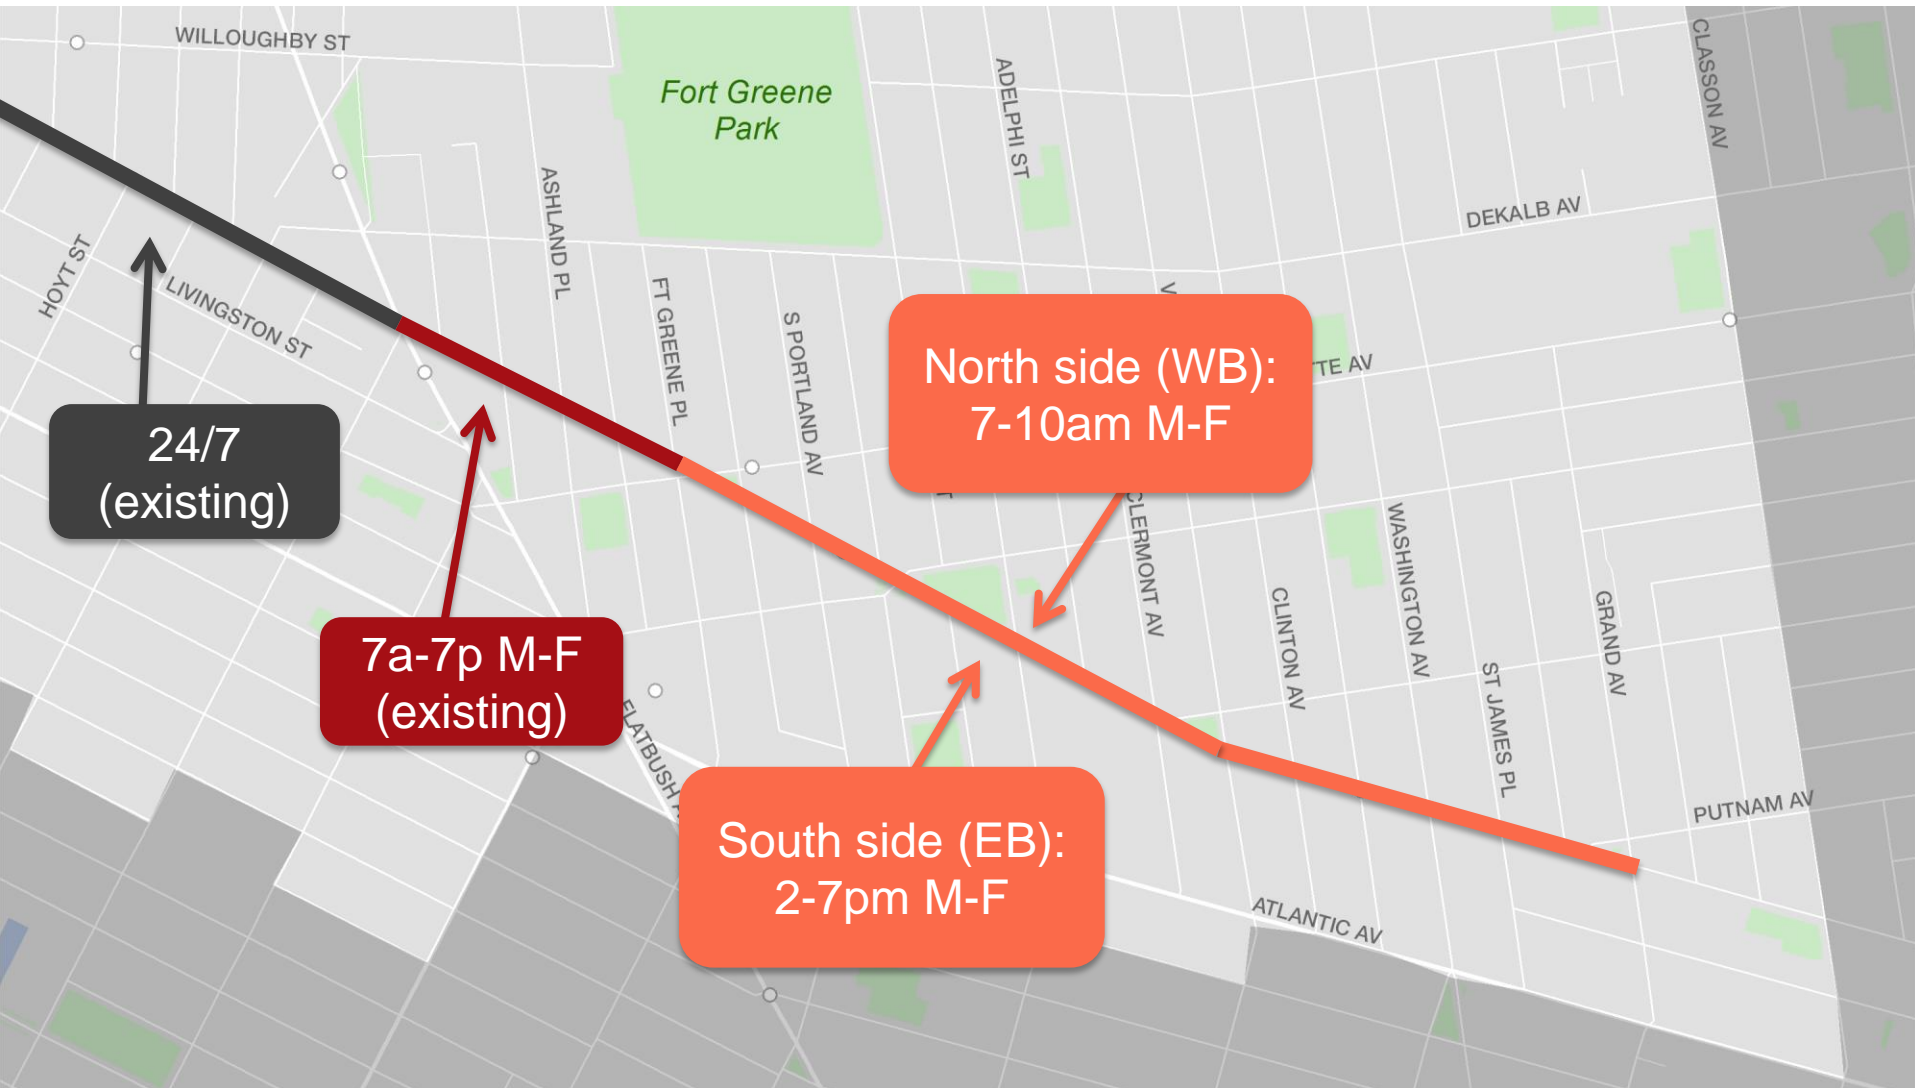 WILLOUGHBY ST
Fort Greene
Park
ADELPHI ST
CLASSON AV
ASHLAND PL
DEKALB AV
HOYT ST
LIVINGSTON ST
FT GREENE PL
S PORTLAND AV
V
North side (WB):
7-10am M-F
TTE AV
24/7
(existing)
T
CLERMONT AV
WASHINGTON AV
CLINTON AV
GRAND AV
7a-7p M-F
(existing)
ST JAMES PL
FLATBUSH
PUTNAM AV
South side (EB):
2-7pm M-F
ATLANTIC AV